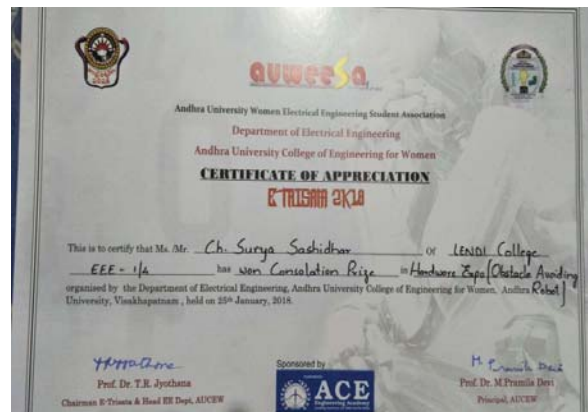 auweesa
Andhra University Women Electrical Engineering Student Association
Department of Electrical Engineering
Andhra University College of Engineering for Women
CERTIFICATE OF APPRECIATION
E TRISATA 2K18
This is to certify that Ms. /Mr. Ch. Surya Sashidhar of LENDI College
EEE - 1/4 has won Consolation Prize in Hardware Expo [Obstacle Avoiding
Robot]
organised by the Department of Electrical Engineering, Andhra University College of Engineering for Women, Andhra
University, Visakhapatnam, held on 25th January, 2018.
Prof. Dr. T.R. Jyothsna
Chairman E-Trisata & Head EE Dept, AUCEW
Sponsored by
ACE
Engineering Academy
M. Pramila Devi
Prof. Dr. M.Pramila Devi
Principal, AUCEW